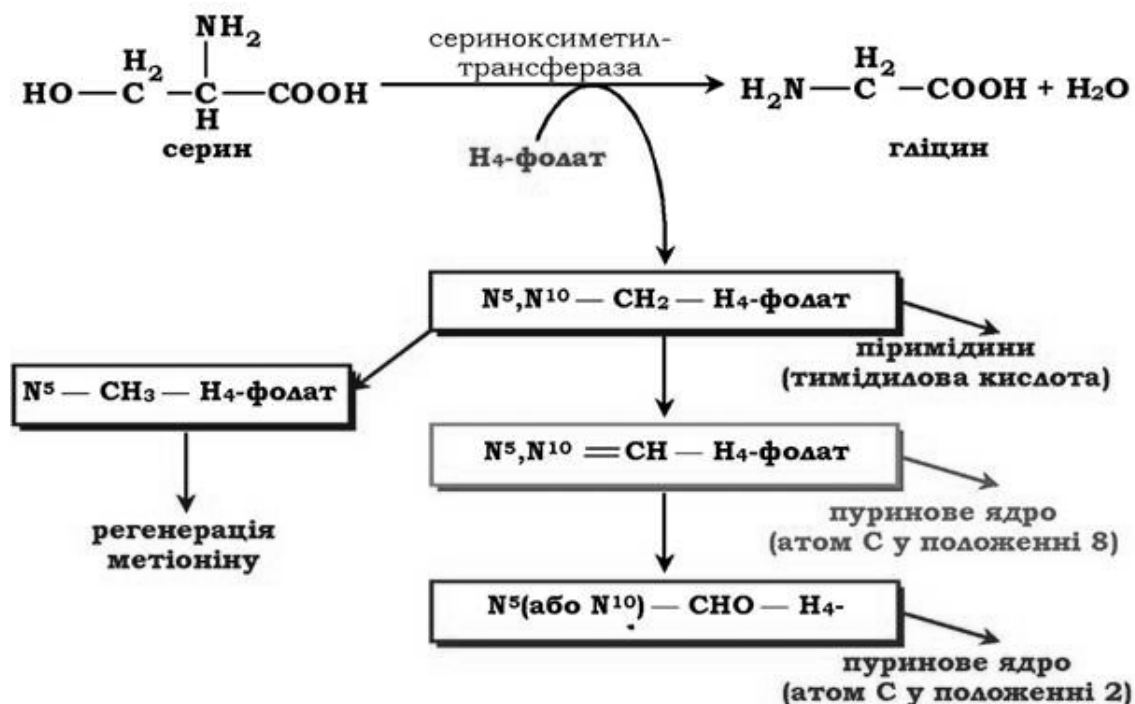 NH₂
H₂
HO — C — C — COOH
H
серин
сериноксиметил-
трансфераза
H₄-фолат
H₂
H₂N — C — COOH + H₂O
гліцин
N⁵,N¹⁰ — CH₂ — H₄-фолат
піримідини
(тимідилова кислота)
N⁵ — CH₃ — H₄-фолат
N⁵,N¹⁰ = CH — H₄-фолат
регенерація
метіоніну
пуринове ядро
(атом С у положенні 8)
N⁵(або N¹⁰) — CHO — H₄-
пуринове ядро
(атом С у положенні 2)